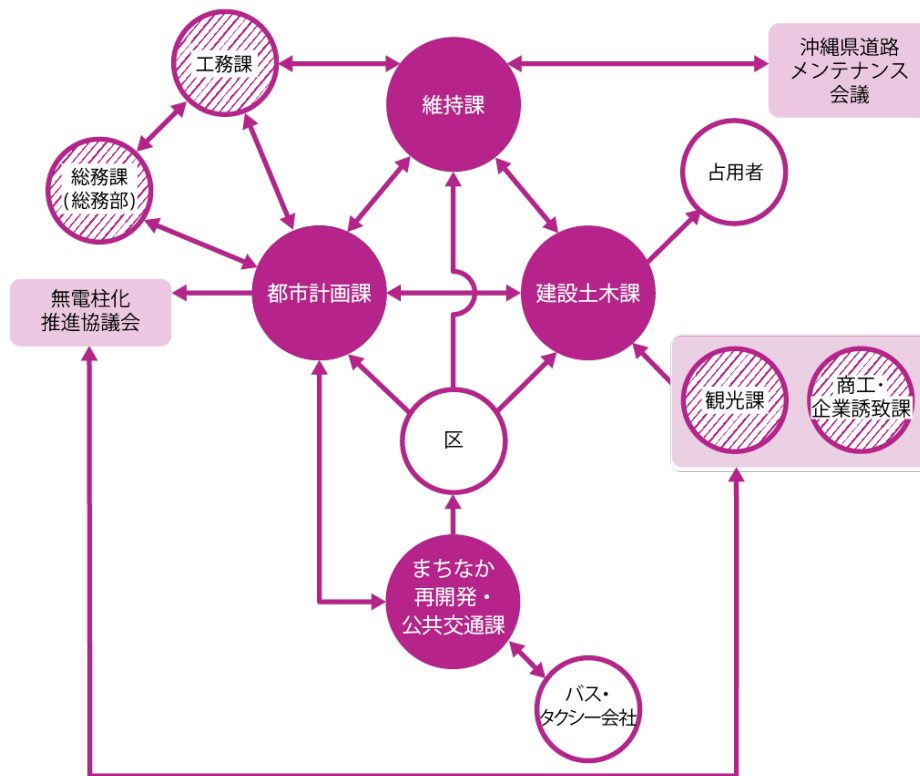 工務課
維持課
沖縄県道路
メンテナンス
会議
総務課
(総務部)
占用者
都市計画課
建設土木課
無電柱化
推進協議会
観光課
商工・
企業誘致課
区
まちなか
再開発・
公共交通課
バス・
タクシー会社